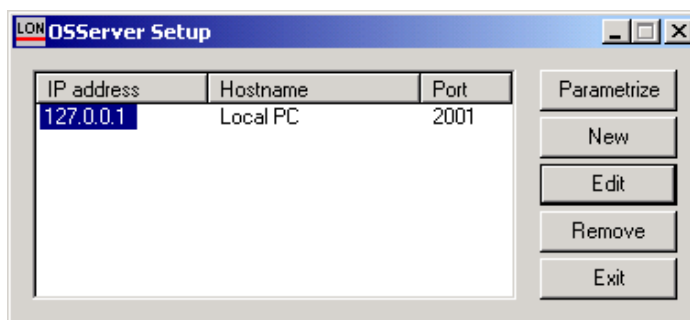 LON OSServer Setup
IP address Hostname Port
127.0.0.1 Local PC 2001
Parametrize
New
Edit
Remove
Exit